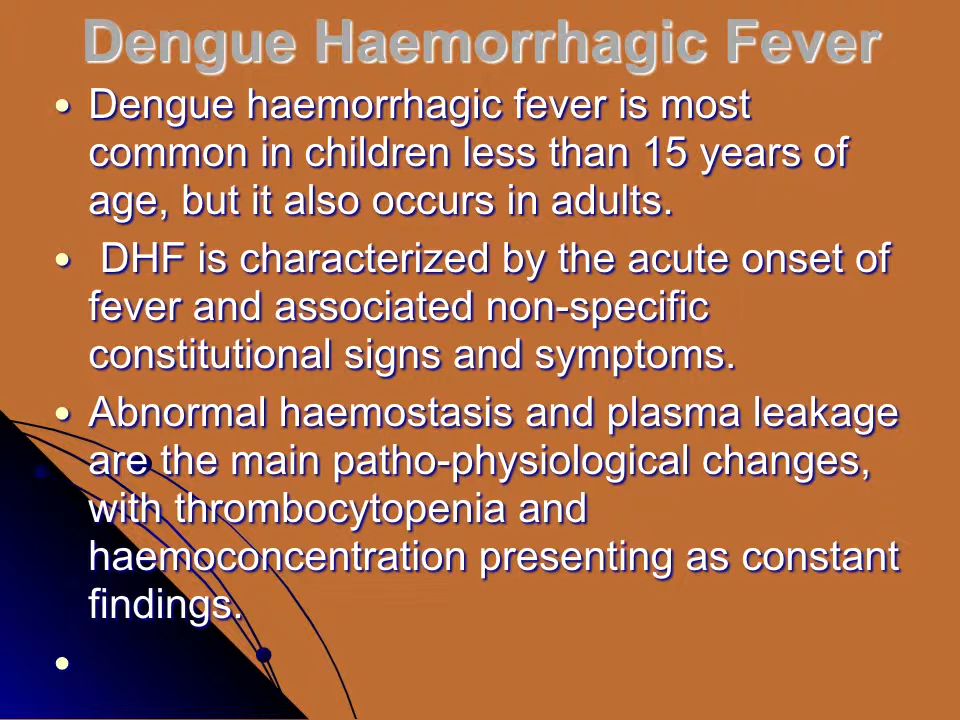 Dengue Haemorrhagic Fever
• Dengue haemorrhagic fever is most
common in children less than 15 years of
age, but it also occurs in adults.
• DHF is characterized by the acute onset of
fever and associated non-specific
constitutional signs and symptoms.
• Abnormal haemostasis and plasma leakage
are the main patho-physiological changes,
with thrombocytopenia and
haemoconcentration presenting as constant
findings.
•